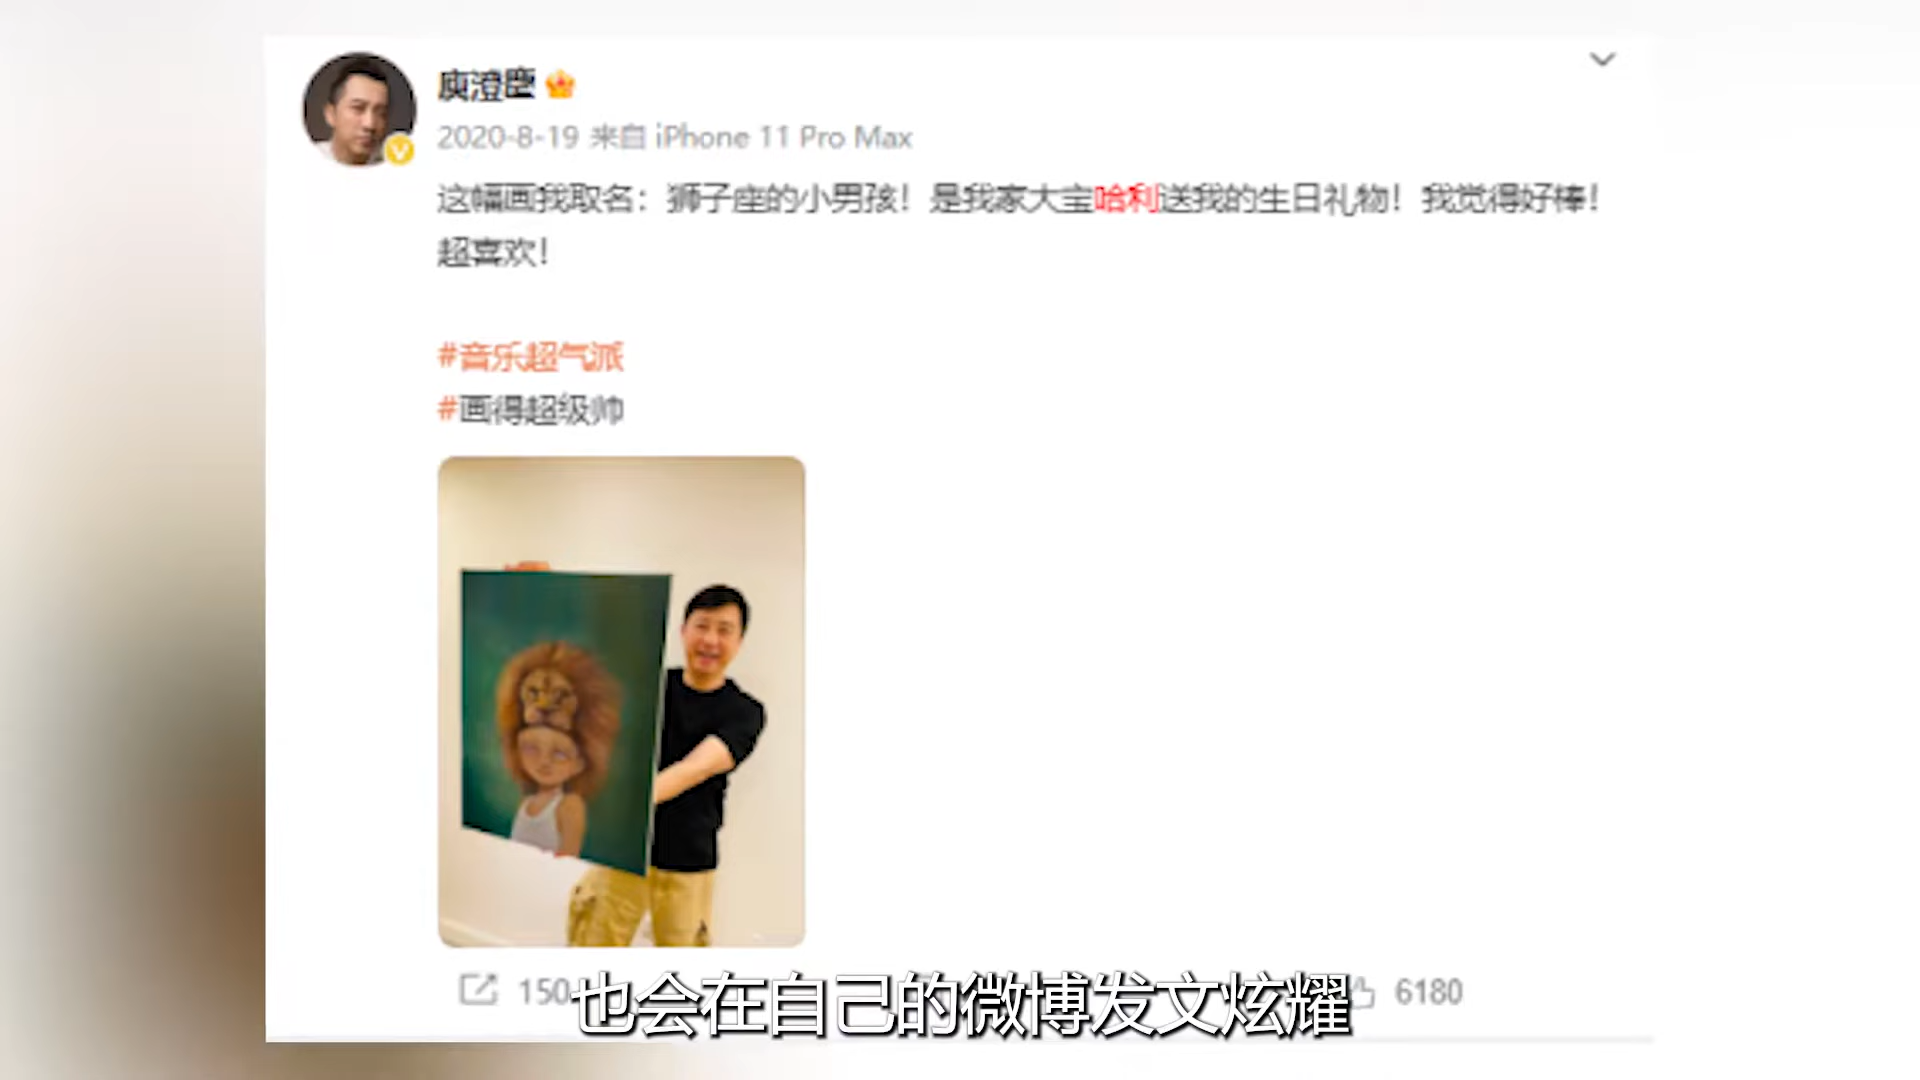 庾澄慶
2020-8-19 来自 iPhone 11 Pro Max
这幅画我取名：狮子座的小男孩！是我家大宝哈利送我的生日礼物！我觉得好棒！
超喜欢！
#音乐超气派
#画得超级帅
150
6180
也会在自己的微博发文炫耀